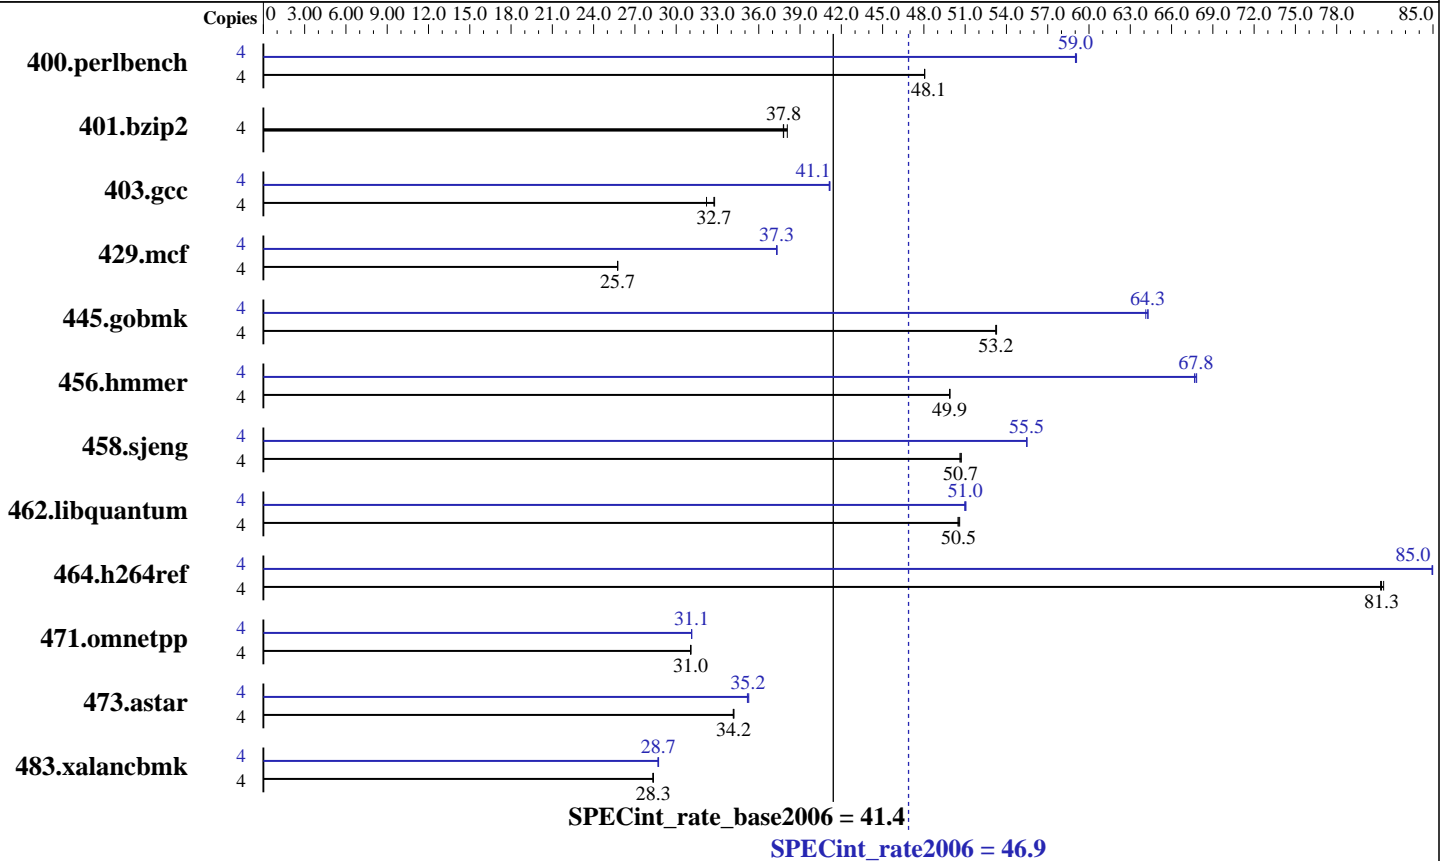 Copies 0 3.00 6.00 9.00 12.0 15.0 18.0 21.0 24.0 27.0 30.0 33.0 36.0 39.0 42.0 45.0 48.0 51.0 54.0 57.0 60.0 63.0 66.0 69.0 72.0 75.0 78.0 85.0
400.perlbench 4 59.0
4 48.1
401.bzip2 4 37.8
403.gcc 4 41.1
4 32.7
429.mcf 4 37.3
4 25.7
445.gobmk 4 64.3
4 53.2
456.hmmer 4 67.8
4 49.9
458.sjeng 4 55.5
4 50.7
462.libquantum 4 51.0
4 50.5
464.h264ref 4 85.0
4 81.3
471.omnetpp 4 31.1
4 31.0
473.astar 4 35.2
4 34.2
483.xalancbmk 4 28.7
4 28.3
SPECint_rate_base2006 = 41.4
SPECint_rate2006 = 46.9